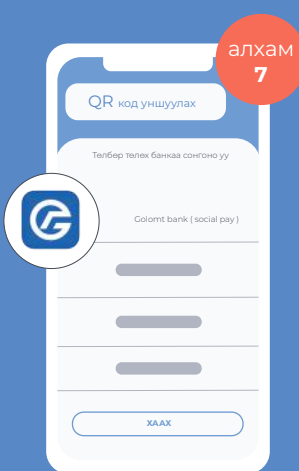 алхам
7
QR код уншуулах
Төлбөр төлөх банкаа сонгоно уу
Golomt bank ( social pay )
ХААХ